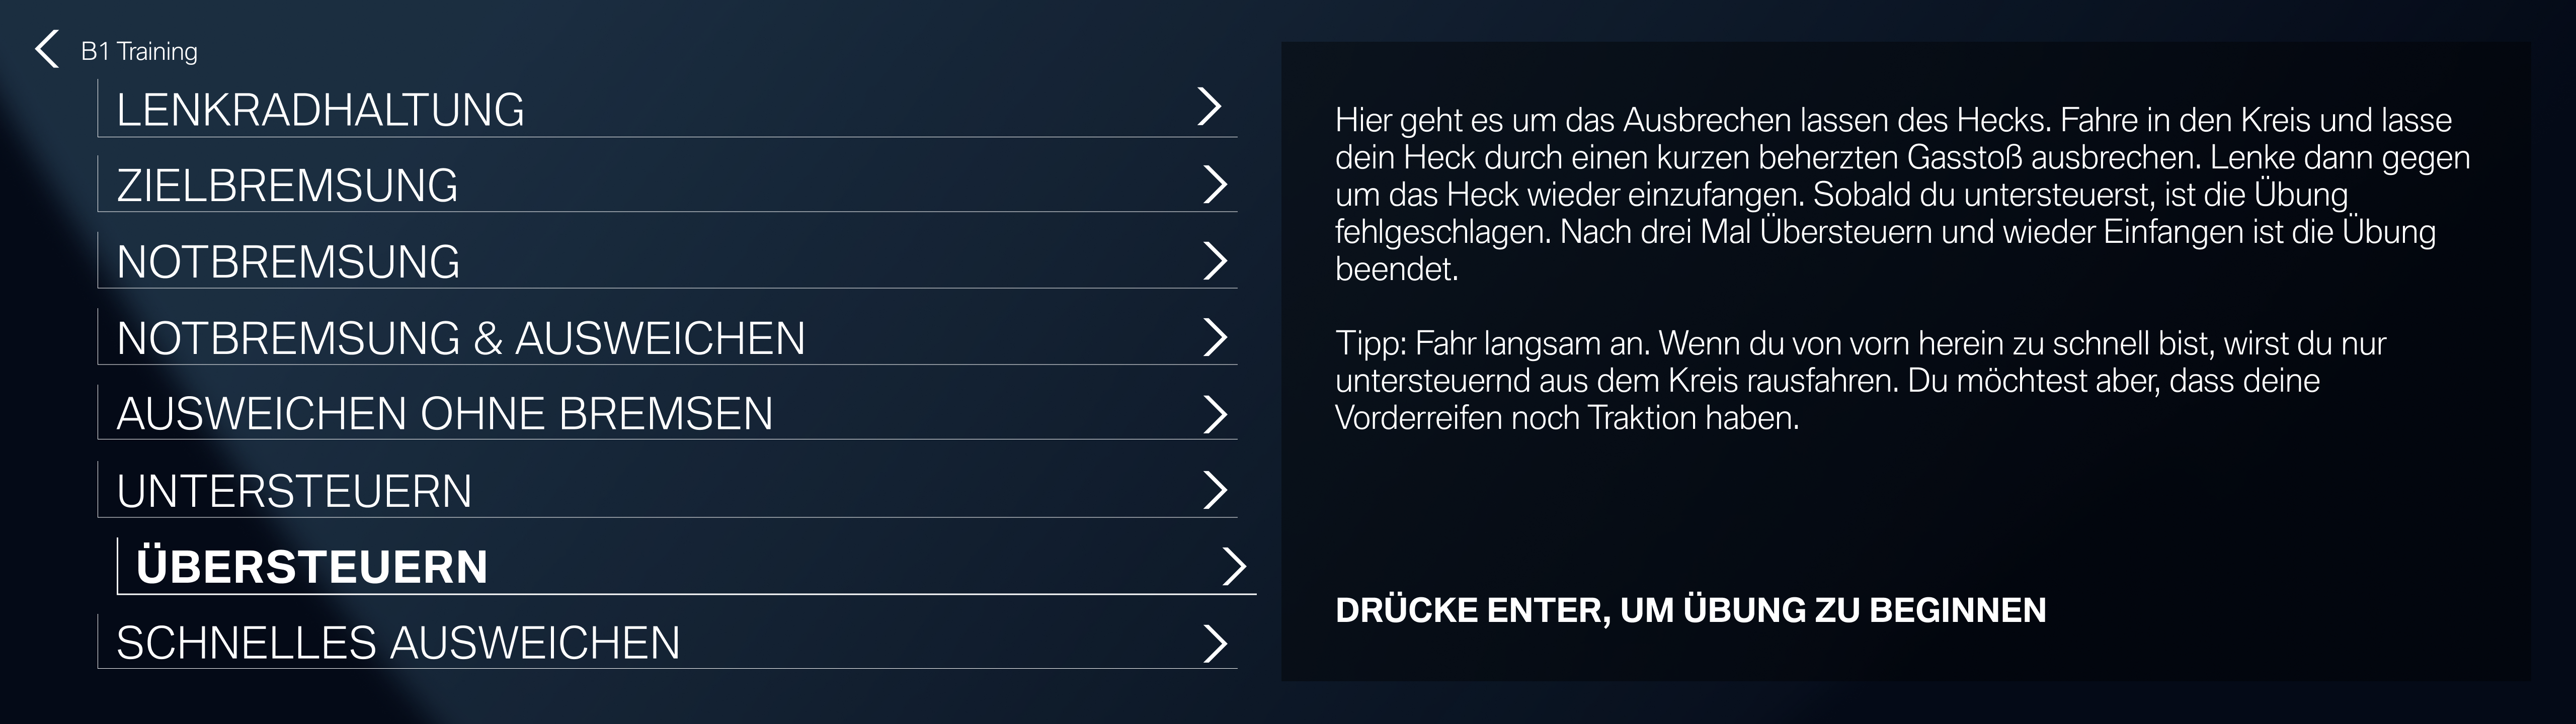 B1 Training
LENKRADHALTUNG
ZIELBREMSUNG
NOTBREMSUNG
NOTBREMSUNG & AUSWEICHEN
AUSWEICHEN OHNE BREMSEN
UNTERSTEUERN
ÜBERSTEUERN
SCHNELLES AUSWEICHEN
Hier geht es um das Ausbrechen lassen des Hecks. Fahre in den Kreis und lasse
dein Heck durch einen kurzen beherzten Gasstoß ausbrechen. Lenke dann gegen
um das Heck wieder einzufangen. Sobald du untersteuerst, ist die Übung
fehlgeschlagen. Nach drei Mal Übersteuern und wieder Einfangen ist die Übung
beendet.
Tipp: Fahr langsam an. Wenn du von vorn herein zu schnell bist, wirst du nur
untersteuernd aus dem Kreis rausfahren. Du möchtest aber, dass deine
Vorderreifen noch Traktion haben.
DRÜCKE ENTER, UM ÜBUNG ZU BEGINNEN